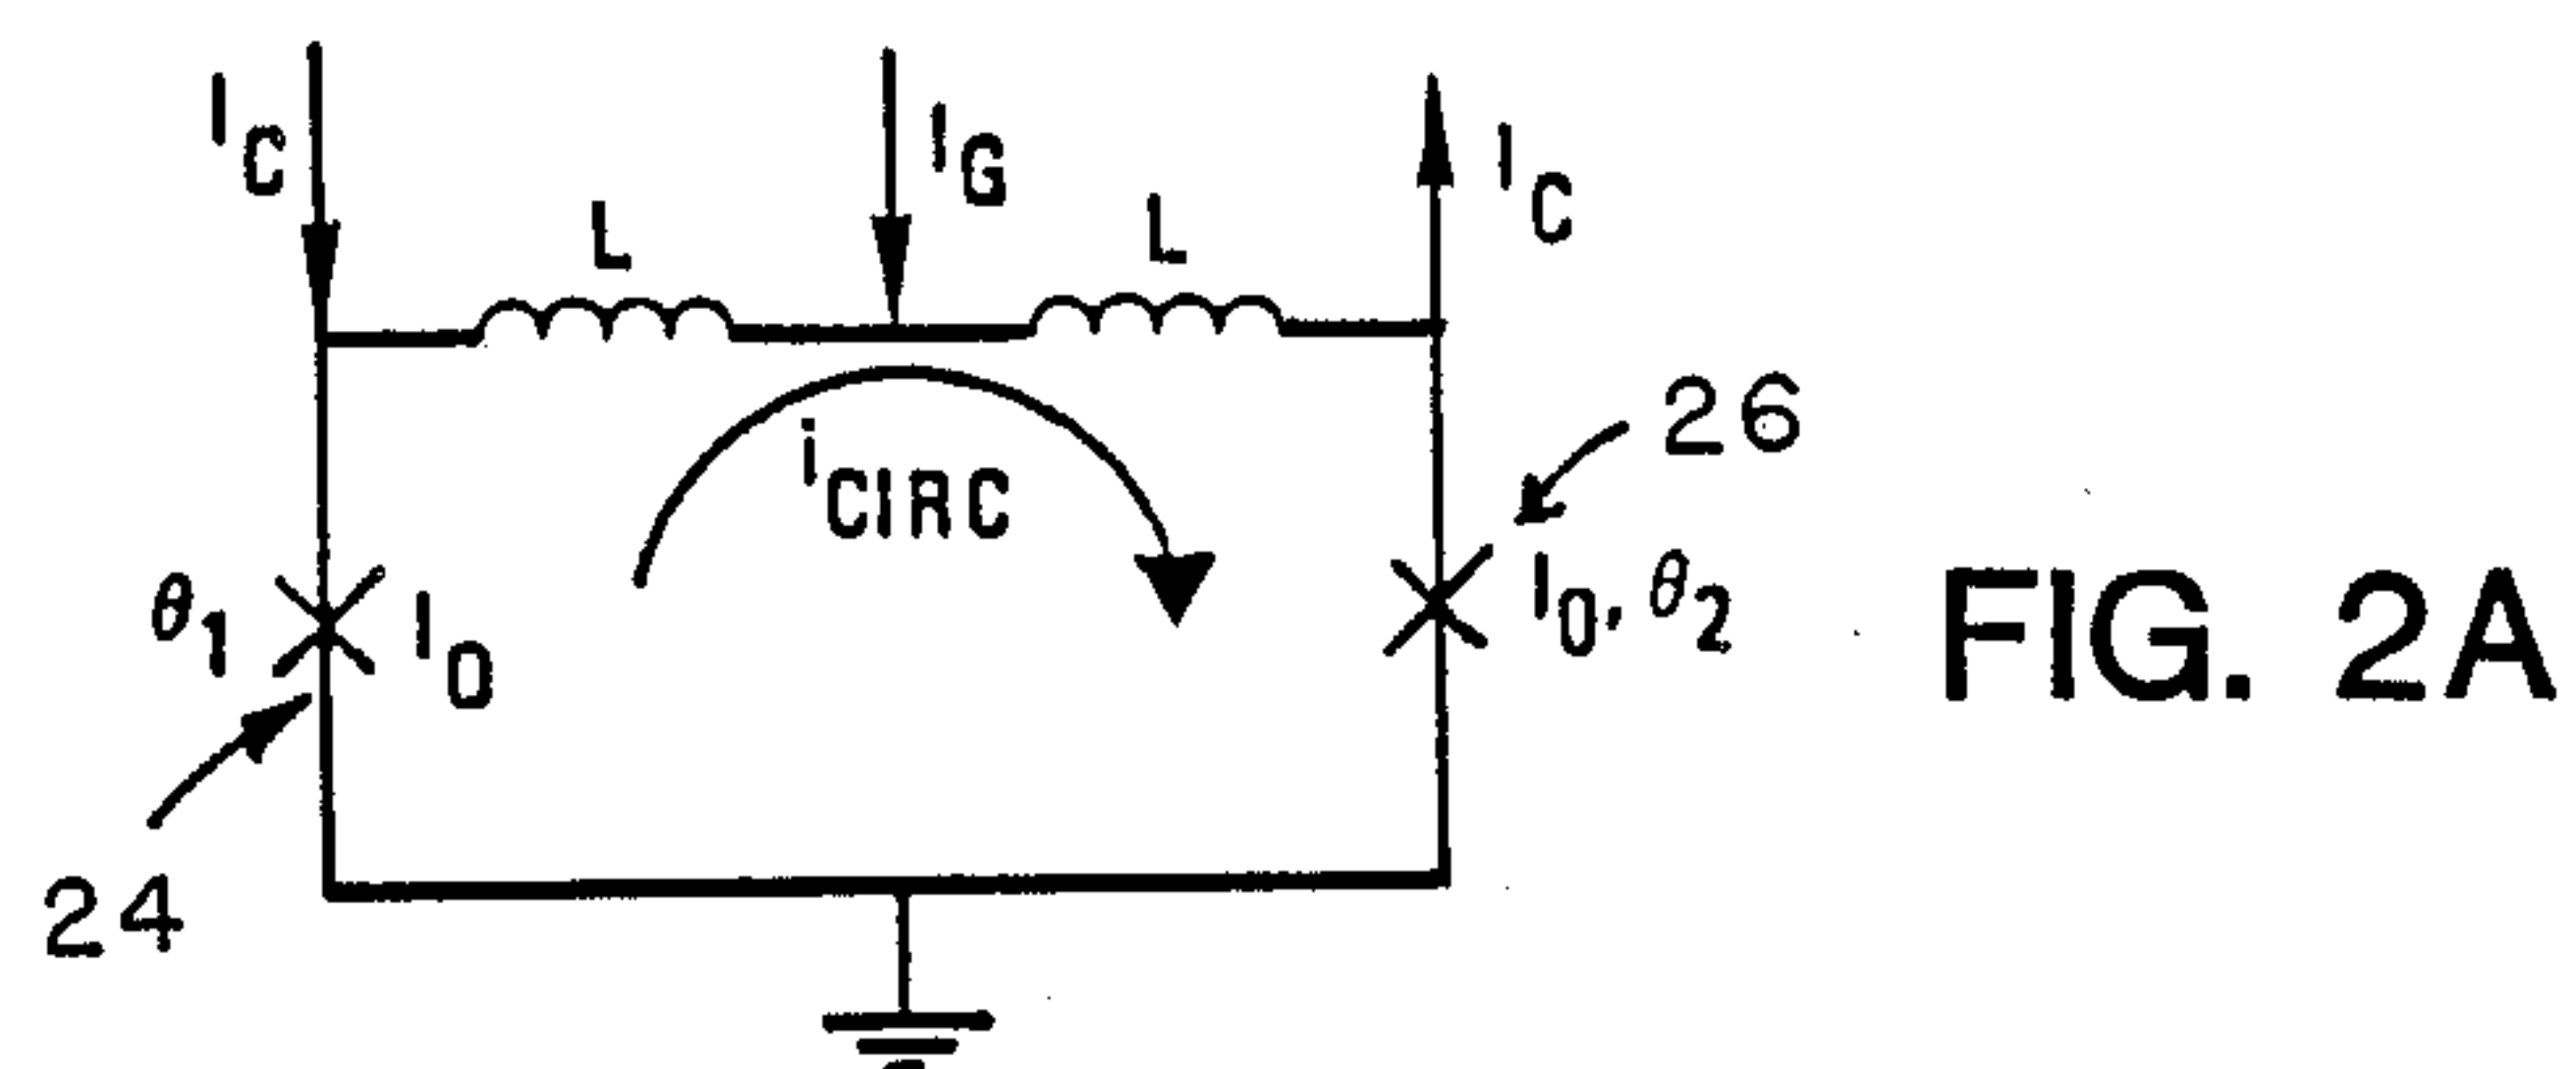 I_C
I_G
I_C
L
L
i_CIRC
26
θ_1
I_0
I_0, θ_2
FIG. 2A
24